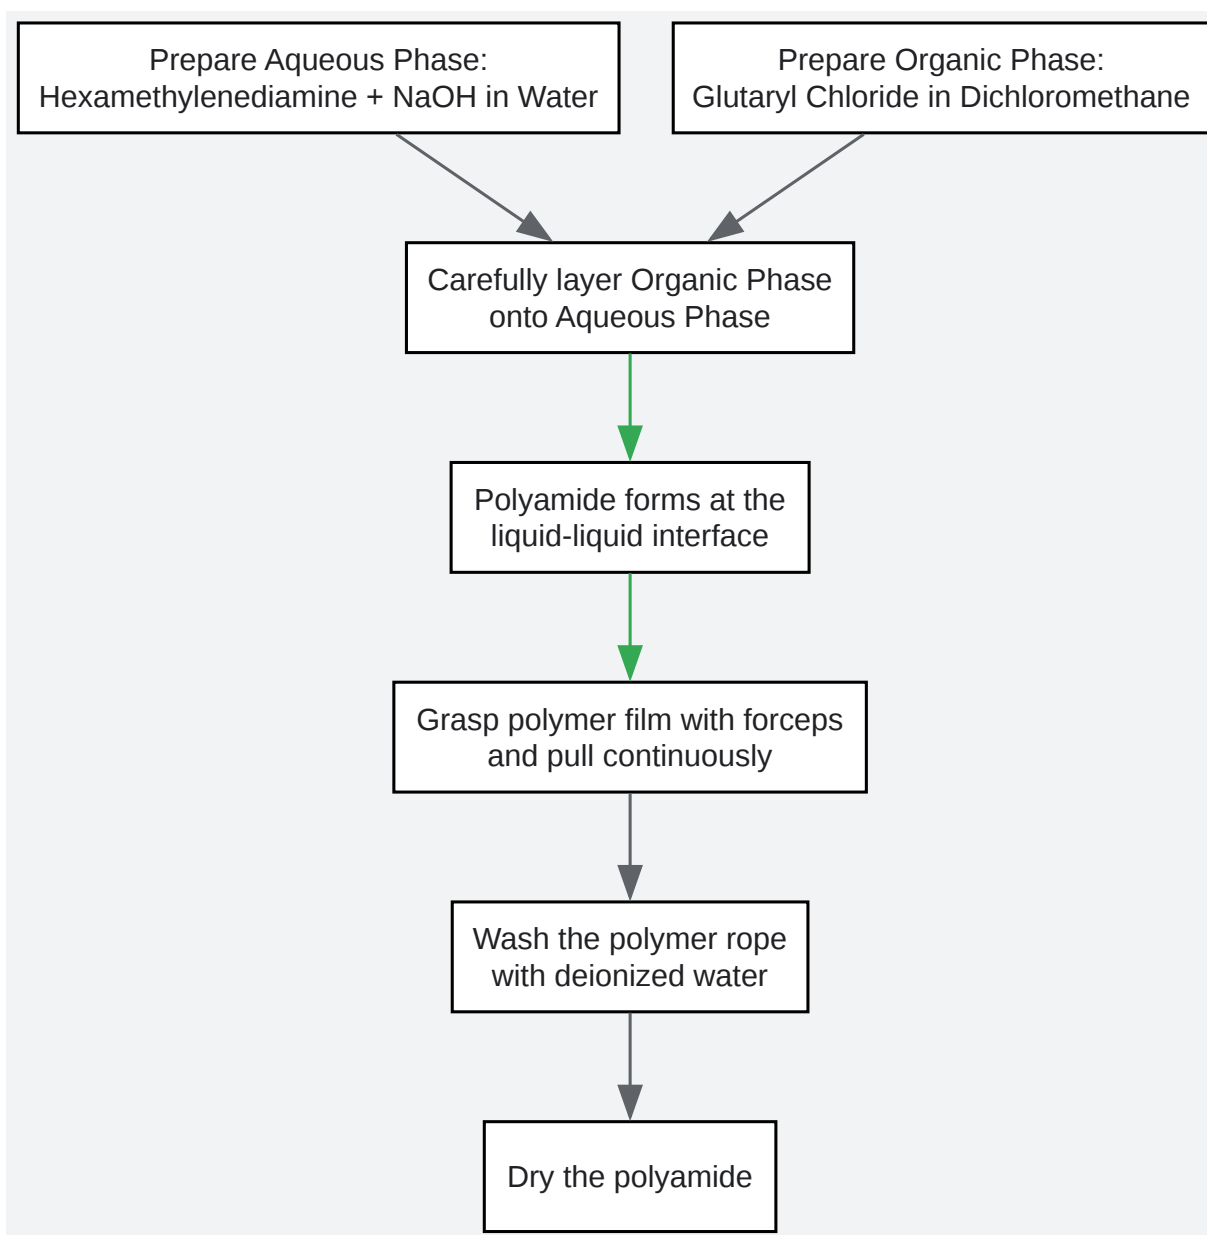 Prepare Aqueous Phase:
Hexamethylenediamine + NaOH in Water
Prepare Organic Phase:
Glutaryl Chloride in Dichloromethane
Carefully layer Organic Phase
onto Aqueous Phase
Polyamide forms at the
liquid-liquid interface
Grasp polymer film with forceps
and pull continuously
Wash the polymer rope
with deionized water
Dry the polyamide